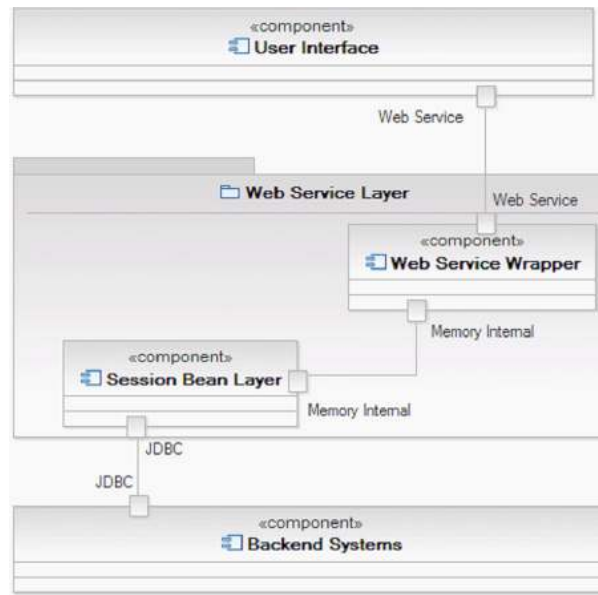 «component»
User Interface
Web Service
Web Service Layer
Web Service
«component»
Web Service Wrapper
Memory Internal
«component»
Session Bean Layer
Memory Internal
JDBC
JDBC
«component»
Backend Systems